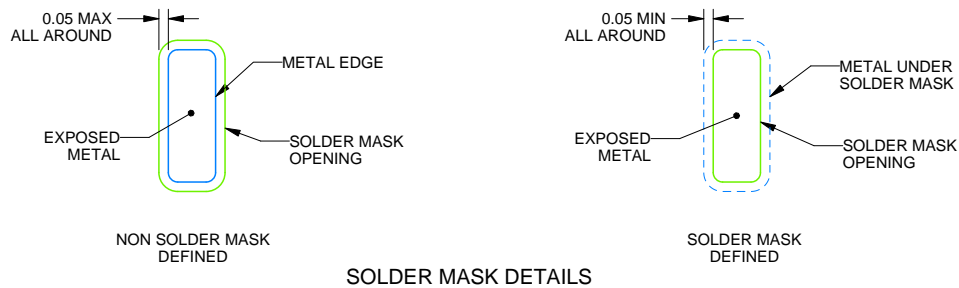 0.05 MAX
ALL AROUND
METAL EDGE
EXPOSED
METAL
SOLDER MASK
OPENING
NON SOLDER MASK
DEFINED
0.05 MIN
ALL AROUND
METAL UNDER
SOLDER MASK
EXPOSED
METAL
SOLDER MASK
OPENING
SOLDER MASK
DEFINED
SOLDER MASK DETAILS